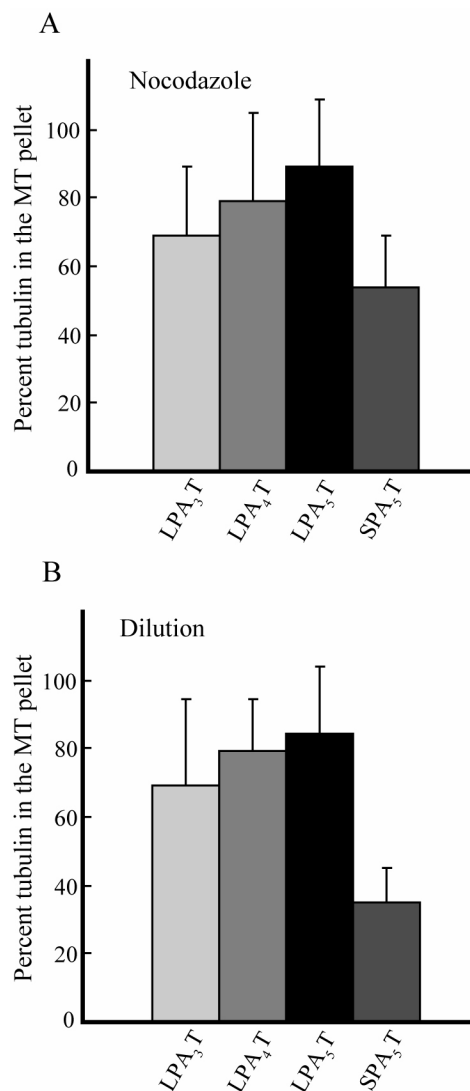 A
Nocodazole
Percent tubulin in the MT pellet
100
80
60
40
20
0
LPA₃T
LPA₄T
LPA₅T
SPA₅T
B
Dilution
Percent tubulin in the MT pellet
100
80
60
40
20
0
LPA₃T
LPA₄T
LPA₅T
SPA₅T